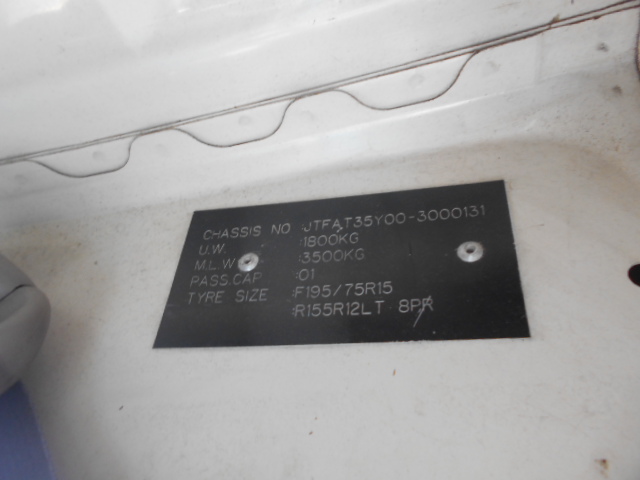 CHASSIS NO :JTFAT35Y00-3000131
U.W. :1800KG
M.L.W :3500KG
PASS.CAP :01
TYRE SIZE :F195/75R15
:R155R12LT 8PR